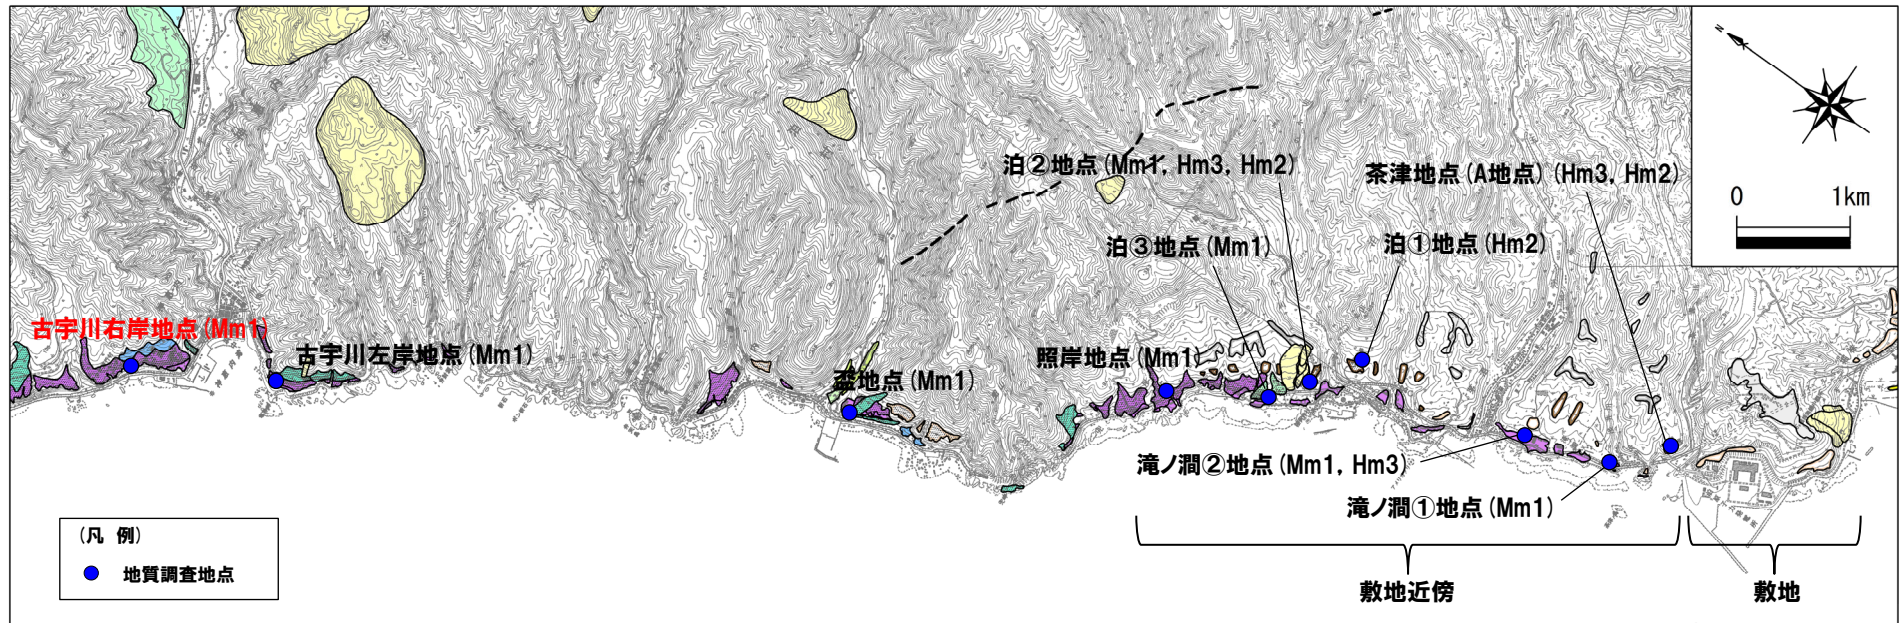 N
0 1km
泊②地点(Mm1, Hm3, Hm2)
茶津地点(A地点)(Hm3, Hm2)
泊③地点(Mm1)
泊①地点(Hm2)
古宇川右岸地点(Mm1)
古宇川左岸地点(Mm1)
照岸地点(Mm1)
盃地点(Mm1)
滝ノ澗②地点(Mm1, Hm3)
滝ノ澗①地点(Mm1)
(凡 例)
地質調査地点
敷地近傍
敷地